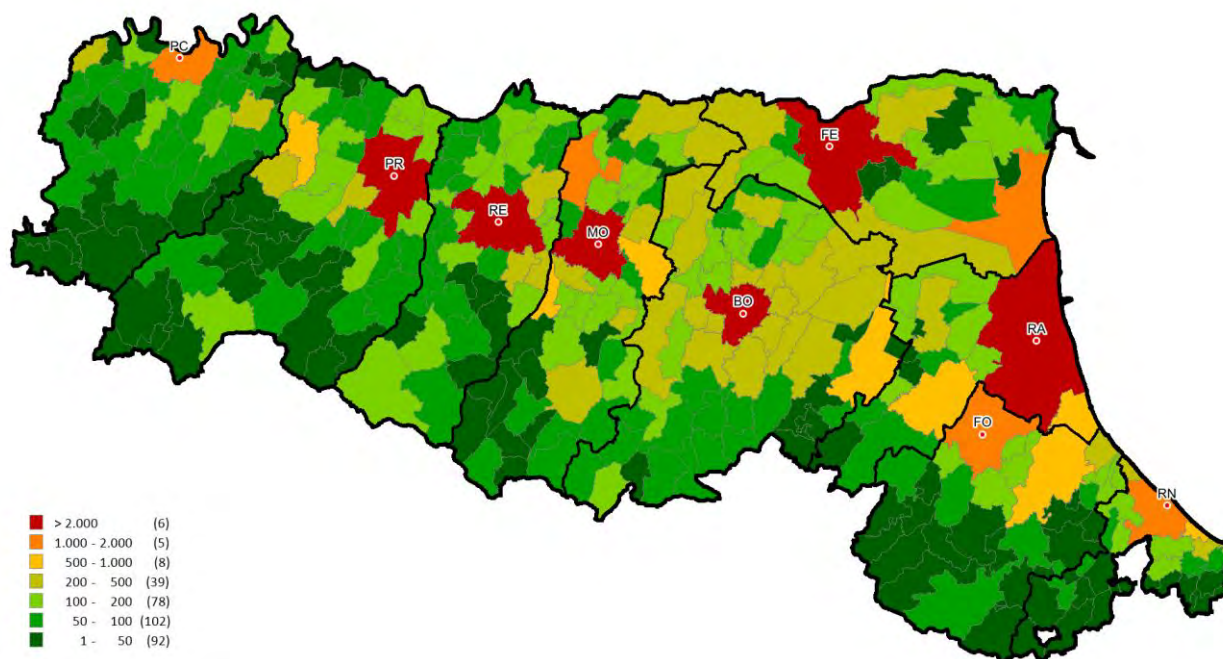 PC
FE
PR
RE
MO
BO
RA
FO
RN
> 2.000 (6)
1.000 - 2.000 (5)
500 - 1.000 (8)
200 - 500 (39)
100 - 200 (78)
50 - 100 (102)
1 - 50 (92)